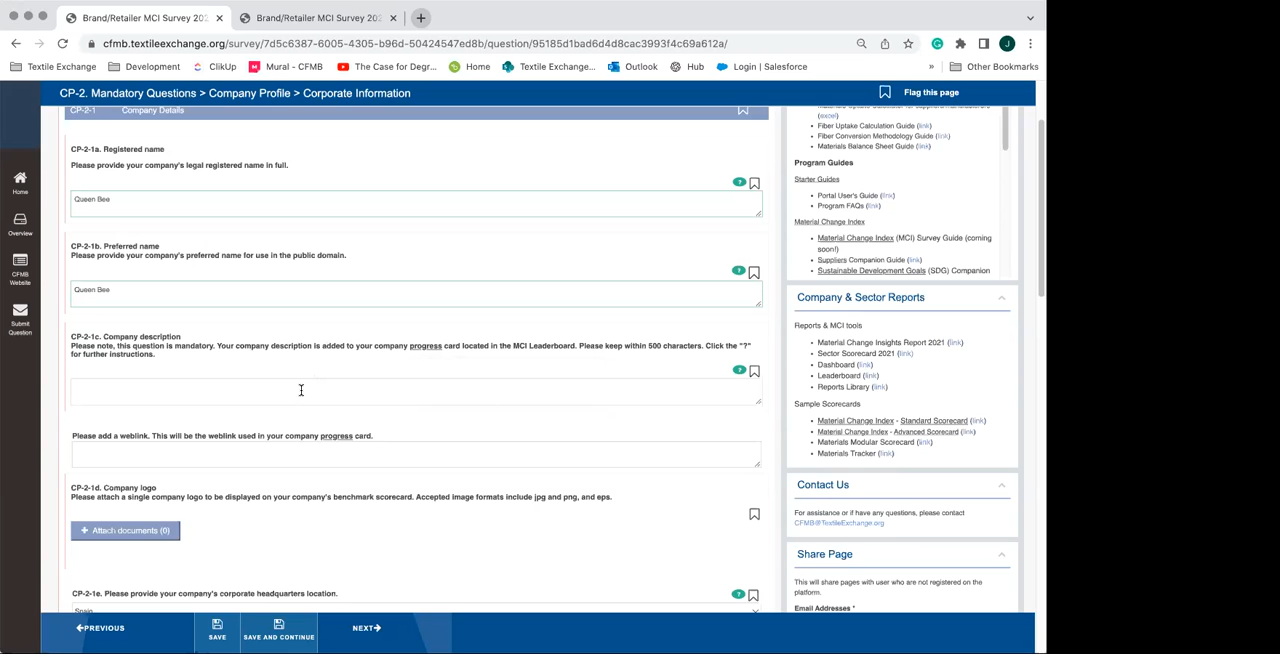 Brand/Retailer MCI Survey 202
Brand/Retailer MCI Survey 202
cfmb.textileexchange.org/survey/7d5c6387-6005-4305-b96d-50424547ed8b/question/95185d1bad6d4d8cac3993f4c69a612a/
Textile Exchange
Development
ClikUp
Mural - CFMB
The Case for Degr...
Home
Textile Exchange...
Outlook
Hub
Login | Salesforce
»
Other Bookmarks
CP-2. Mandatory Questions > Company Profile > Corporate Information
Flag this page
Home
Overview
CFMB
Website
Submit
Question
CP-2-1 Company Details
CP-2-1a. Registered name
Please provide your company's legal registered name in full.
Queen Bee
CP-2-1b. Preferred name
Please provide your company's preferred name for use in the public domain.
Queen Bee
CP-2-1c. Company description
Please note, this question is mandatory. Your company description is added to your company progress card located in the MCI Leaderboard. Please keep within 500 characters. Click the "?"
for further instructions.
Please add a weblink. This will be the weblink used in your company progress card.
CP-2-1d. Company logo
Please attach a single company logo to be displayed on your company's benchmark scorecard. Accepted image formats include jpg and png, and eps.
+ Attach documents (0)
CP-2-1e. Please provide your company's corporate headquarters location.
Spain
PREVIOUS
SAVE
SAVE AND CONTINUE
NEXT
(excel)
Fiber Uptake Calculation Guide (link)
Fiber Conversion Methodology Guide (link)
Materials Balance Sheet Guide (link)
Program Guides
Starter Guides
Portal User's Guide (link)
Program FAQs (link)
Material Change Index
Material Change Index (MCI) Survey Guide (coming
soon!)
Suppliers Companion Guide (link)
Sustainable Development Goals (SDG) Companion
Company & Sector Reports
Reports & MCI tools
Material Change Insights Report 2021 (link)
Sector Scorecard 2021 (link)
Dashboard (link)
Leaderboard (link)
Reports Library (link)
Sample Scorecards
Material Change Index - Standard Scorecard (link)
Material Change Index - Advanced Scorecard (link)
Materials Modular Scorecard (link)
Materials Tracker (link)
Contact Us
For assistance or if have any questions, please contact
CFMB@TextileExchange.org
Share Page
This will share pages with user who are not registered on the
platform.
Email Addresses *